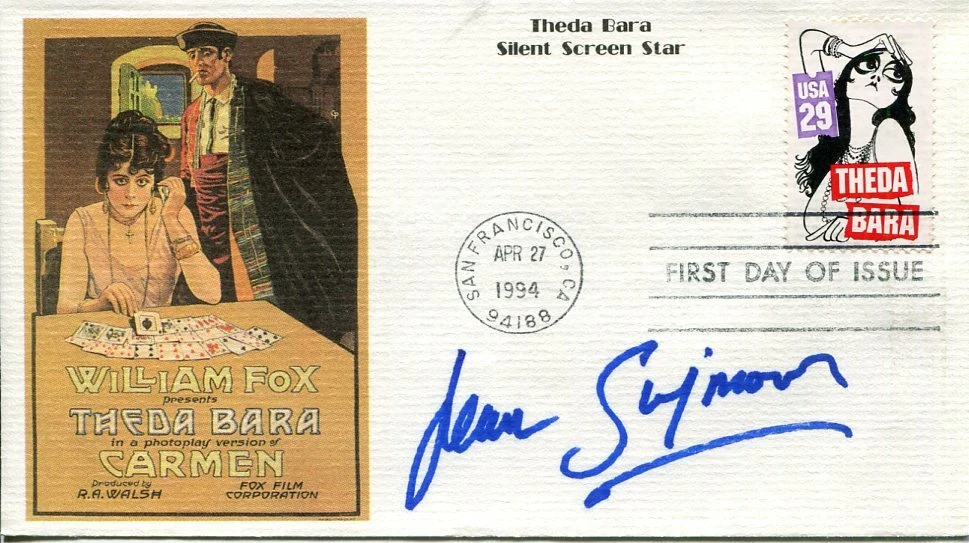 Theda Bara
Silent Screen Star
USA
29
THEDA
BARA
SAN FRANCISCO, CA
APR 27
1994
94188
FIRST DAY OF ISSUE
WILLIAM FOX
presents
THEDA BARA
in a photoplay version of
CARMEN
Produced by
R.A. WALSH
FOX FILM
CORPORATION
Jean